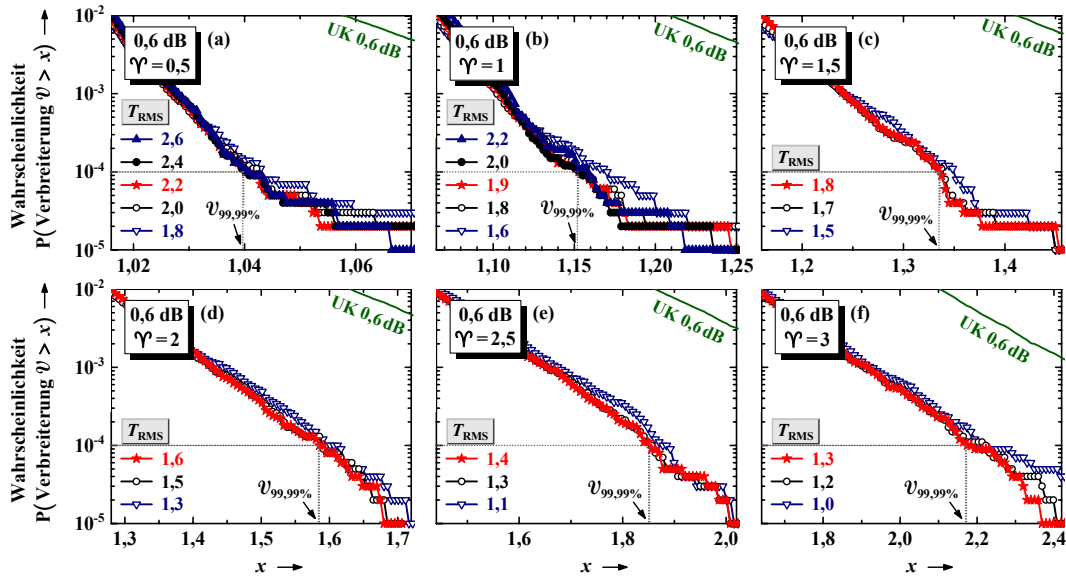 Wahrscheinlichkeit
P(Verbreiterung υ > x) →
10⁻²
10⁻³
10⁻⁴
10⁻⁵
0,6 dB
♈ = 0,5
(a)
UK 0,6 dB
T_RMS
2,6
2,4
2,2
2,0
1,8
υ99,99%
1,02 1,04 1,06
0,6 dB
♈ = 1
(b)
UK 0,6 dB
T_RMS
2,2
2,0
1,9
1,8
1,6
υ99,99%
1,10 1,15 1,20 1,25
0,6 dB
♈ = 1,5
(c)
UK 0,6 dB
T_RMS
1,8
1,7
1,5
υ99,99%
1,2 1,3 1,4
Wahrscheinlichkeit
P(Verbreiterung υ > x) →
10⁻²
10⁻³
10⁻⁴
10⁻⁵
0,6 dB
♈ = 2
(d)
UK 0,6 dB
T_RMS
1,6
1,5
1,3
υ99,99%
1,3 1,4 1,5 1,6 1,7
x →
0,6 dB
♈ = 2,5
(e)
UK 0,6 dB
T_RMS
1,4
1,3
1,1
υ99,99%
1,6 1,8 2,0
x →
0,6 dB
♈ = 3
(f)
UK 0,6 dB
T_RMS
1,3
1,2
1,0
υ99,99%
1,8 2,0 2,2 2,4
x →